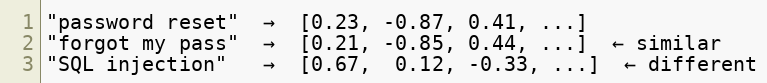 1 "password reset"  →  [0.23, -0.87, 0.41, ...]
2 "forgot my pass"  →  [0.21, -0.85, 0.44, ...]  ← similar
3 "SQL injection"   →  [0.67,  0.12, -0.33, ...]  ← different